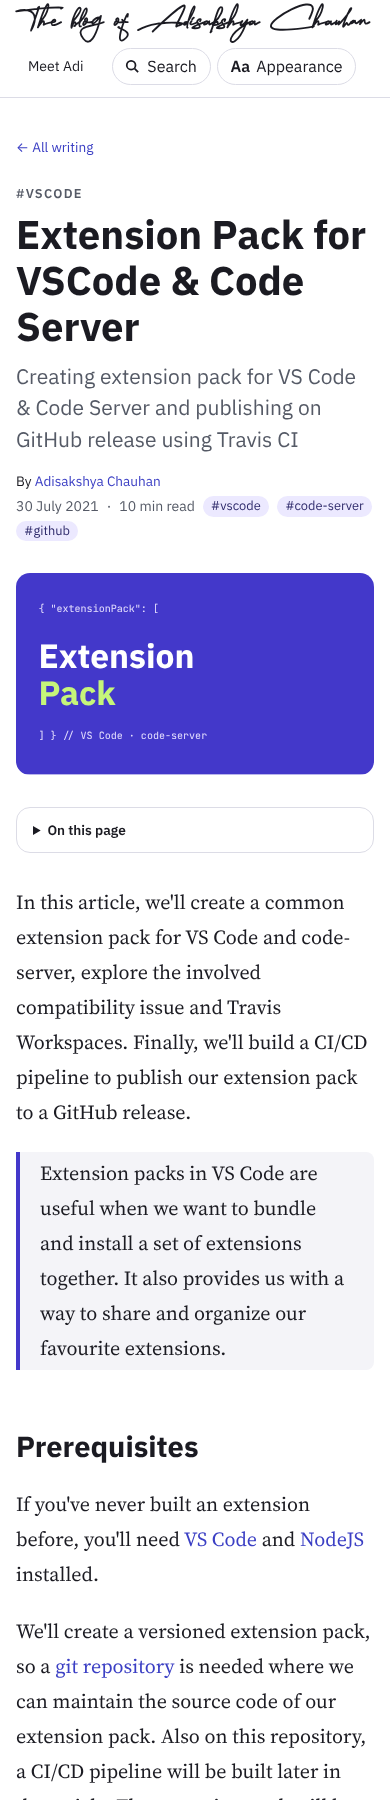 The blog of Adisakshya Chauhan
Meet Adi
Search
Aa Appearance
← All writing
#VSCODE
Extension Pack for
VSCode & Code
Server
Creating extension pack for VS Code
& Code Server and publishing on
GitHub release using Travis CI
By Adisakshya Chauhan
30 July 2021 · 10 min read #vscode #code-server
#github
{ "extensionPack": [
Extension
Pack
] } // VS Code · code-server
On this page
In this article, we'll create a common
extension pack for VS Code and code-
server, explore the involved
compatibility issue and Travis
Workspaces. Finally, we'll build a CI/CD
pipeline to publish our extension pack
to a GitHub release.
Extension packs in VS Code are
useful when we want to bundle
and install a set of extensions
together. It also provides us with a
way to share and organize our
favourite extensions.
Prerequisites
If you've never built an extension
before, you'll need VS Code and NodeJS
installed.
We'll create a versioned extension pack,
so a git repository is needed where we
can maintain the source code of our
extension pack. Also on this repository,
a CI/CD pipeline will be built later in